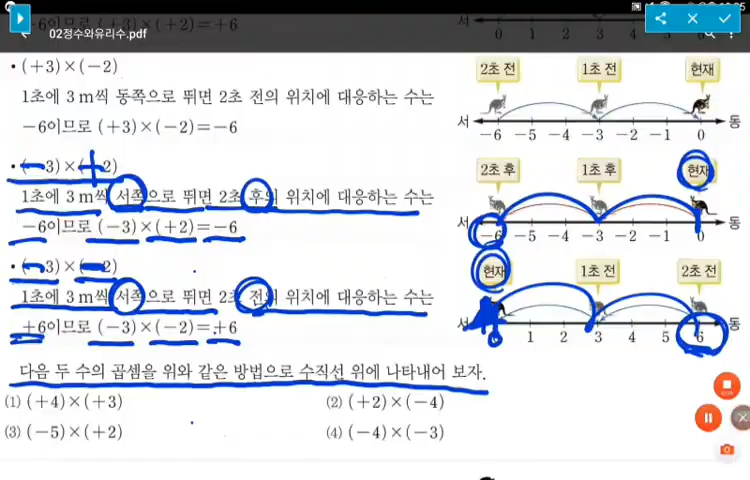 -6이므로 (+3)×(+2)=+6
02정수와유리수.pdf
• (+3)×(-2)
1초에 3m씩 동쪽으로 뛰면 2초 전의 위치에 대응하는 수는
-6이므로 (+3)×(-2)=-6
2초 전 1초 전 현재
서 -6 -5 -4 -3 -2 -1 0 동
• (-3)×(+2)
1초에 3m씩 서쪽으로 뛰면 2초 후의 위치에 대응하는 수는
-6이므로 (-3)×(+2)=-6
2초 후 1초 후 현재
서 -6 -5 -4 -3 -2 -1 0 동
• (-3)×(-2)
1초에 3m씩 서쪽으로 뛰면 2초 전의 위치에 대응하는 수는
+6이므로 (-3)×(-2)=+6
현재 1초 전 2초 전
서 0 1 2 3 4 5 6 동
다음 두 수의 곱셈을 위와 같은 방법으로 수직선 위에 나타내어 보자.
(1) (+4)×(+3) (2) (+2)×(-4)
(3) (-5)×(+2) (4) (-4)×(-3)